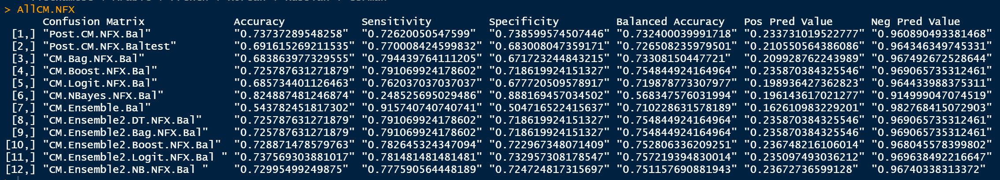 > AllCM.NFX
Confusion Matrix Accuracy Sensitivity Specificity Balanced Accuracy Pos Pred Value Neg Pred Value
[1,] "Post.CM.NFX.Bal" "0.73737289548258" "0.72620050547599" "0.738599574507446" "0.732400039991718" "0.233731019522777" "0.960890493381468"
[2,] "Post.CM.NFX.Baltest" "0.691615269211535" "0.770008424599832" "0.683008047359171" "0.726508235979501" "0.210550564386086" "0.964346349745331"
[3,] "CM.Bag.NFX.Bal" "0.683863977329555" "0.794439764111205" "0.671723244843215" "0.73308150447721" "0.209928762243989" "0.967492672528644"
[4,] "CM.Boost.NFX.Bal" "0.725787631271879" "0.791069924178602" "0.718619924151327" "0.754844924164964" "0.235870384325546" "0.969065735312461"
[5,] "CM.Logit.NFX.Bal" "0.685734401126463" "0.762037037037037" "0.677720509578917" "0.719878773307977" "0.198936427362823" "0.964433988375311"
[6,] "CM.NBayes.NFX.Bal" "0.824887481246874" "0.248525695029486" "0.888169457034502" "0.568347576031994" "0.196143617021277" "0.914999047074519"
[7,] "CM.Ensemble.Bal" "0.543782451817302" "0.915740740740741" "0.504716522415637" "0.710228631578189" "0.162610983229201" "0.982768415072903"
[8,] "CM.Ensemble2.DT.NFX.Bal" "0.725787631271879" "0.791069924178602" "0.718619924151327" "0.754844924164964" "0.235870384325546" "0.969065735312461"
[9,] "CM.Ensemble2.Bag.NFX.Bal" "0.725787631271879" "0.791069924178602" "0.718619924151327" "0.754844924164964" "0.235870384325546" "0.969065735312461"
[10,] "CM.Ensemble2.Boost.NFX.Bal" "0.728871478579763" "0.782645324347094" "0.722967348071409" "0.752806336209251" "0.236748216106014" "0.968045578399802"
[11,] "CM.Ensemble2.Logit.NFX.Bal " "0.737569303881017" "0.781481481481481" "0.732957308178547" "0.757219394830014" "0.235097493036212" "0.969638492216647"
[12,] "CM.Ensemble2.NB.NFX.Bal " "0.72995499249875" "0.777590564448189" "0.724724817315697" "0.751157690881943" "0.23672736599128" "0.96740338313372"